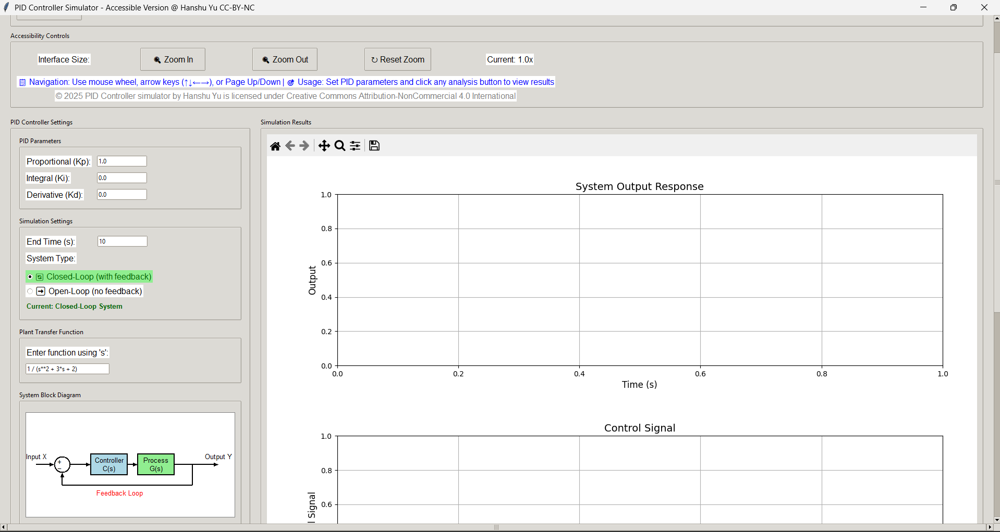 PID Controller Simulator - Accessible Version @ Hanshu Yu CC-BY-NC
Accessibility Controls
Interface Size:
Zoom In
Zoom Out
↻ Reset Zoom
Current: 1.0x
Navigation: Use mouse wheel, arrow keys (↑↓←→), or Page Up/Down | Usage: Set PID parameters and click any analysis button to view results
© 2025 PID Controller simulator by Hanshu Yu is licensed under Creative Commons Attribution-NonCommercial 4.0 International
PID Controller Settings
PID Parameters
Proportional (Kp): 1.0
Integral (Ki): 0.0
Derivative (Kd): 0.0
Simulation Settings
End Time (s): 10
System Type:
Closed-Loop (with feedback)
Open-Loop (no feedback)
Current: Closed-Loop System
Plant Transfer Function
Enter function using 's':
1 / (s**2 + 3*s + 2)
System Block Diagram
Input X
+
−
Controller
C(s)
Process
G(s)
Output Y
Feedback Loop
Simulation Results
System Output Response
1.0
0.8
0.6
0.4
0.2
0.0
Output
0.0 0.2 0.4 0.6 0.8 1.0
Time (s)
Control Signal
1.0
0.8
0.6
l Signal